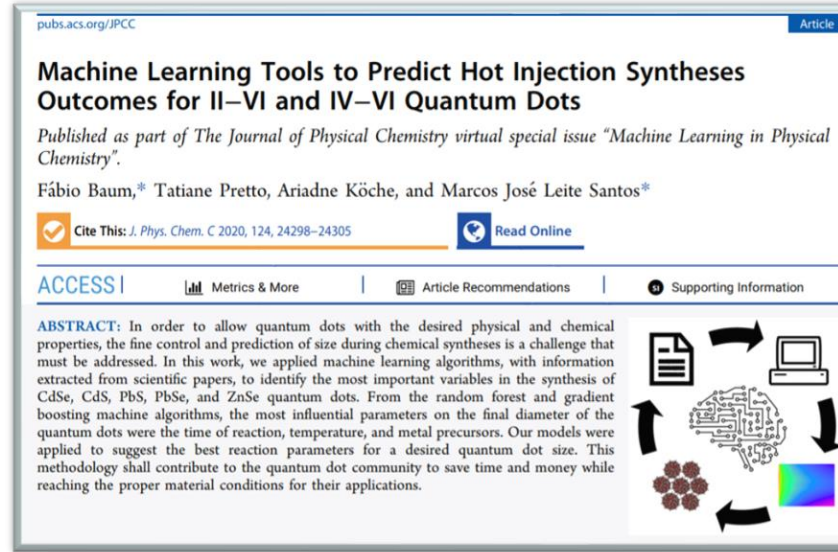 pubs.acs.org/JPCC
Article
Machine Learning Tools to Predict Hot Injection Syntheses
Outcomes for II−VI and IV−VI Quantum Dots
Published as part of The Journal of Physical Chemistry virtual special issue “Machine Learning in Physical
Chemistry”.
Fábio Baum,* Tatiane Pretto, Ariadne Köche, and Marcos José Leite Santos*
Cite This: J. Phys. Chem. C 2020, 124, 24298−24305
Read Online
ACCESS
Metrics & More
Article Recommendations
SI Supporting Information
ABSTRACT: In order to allow quantum dots with the desired physical and chemical
properties, the fine control and prediction of size during chemical syntheses is a challenge that
must be addressed. In this work, we applied machine learning algorithms, with information
extracted from scientific papers, to identify the most important variables in the synthesis of
CdSe, CdS, PbS, PbSe, and ZnSe quantum dots. From the random forest and gradient
boosting machine algorithms, the most influential parameters on the final diameter of the
quantum dots were the time of reaction, temperature, and metal precursors. Our models were
applied to suggest the best reaction parameters for a desired quantum dot size. This
methodology shall contribute to the quantum dot community to save time and money while
reaching the proper material conditions for their applications.